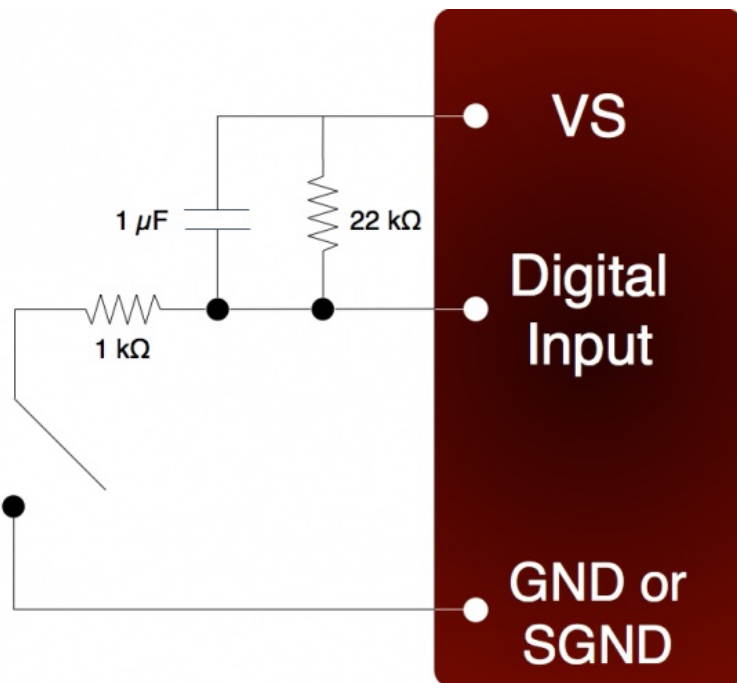 VS
1 µF
22 kΩ
Digital
Input
1 kΩ
GND or
SGND